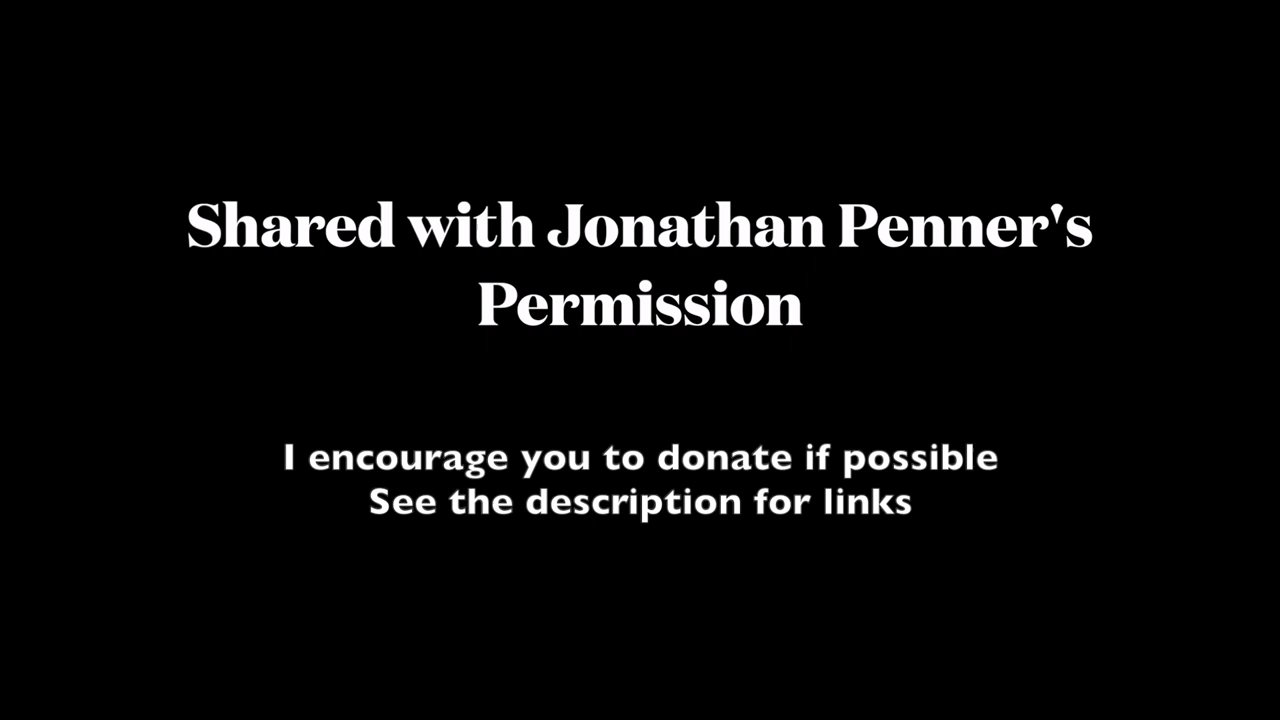 Shared with Jonathan Penner's
Permission
I encourage you to donate if possible
See the description for links